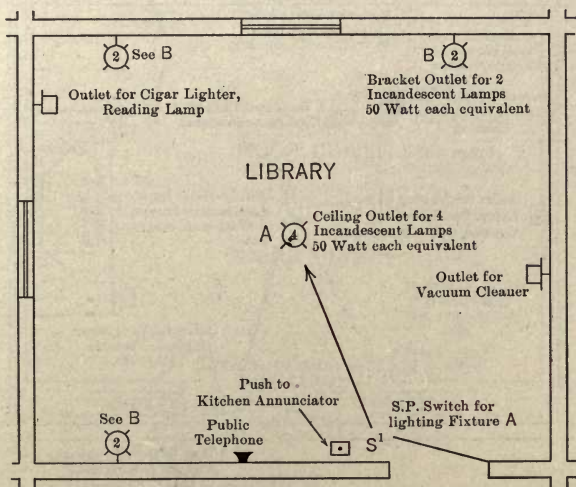 2 See B
B 2
Bracket Outlet for 2
Incandescent Lamps
50 Watt each equivalent
Outlet for Cigar Lighter,
Reading Lamp
LIBRARY
A 4
Ceiling Outlet for 4
Incandescent Lamps
50 Watt each equivalent
Outlet for
Vacuum Cleaner
Push to
Kitchen Annunciator
S.P. Switch for
lighting Fixture A
See B
2
Public
Telephone
S1